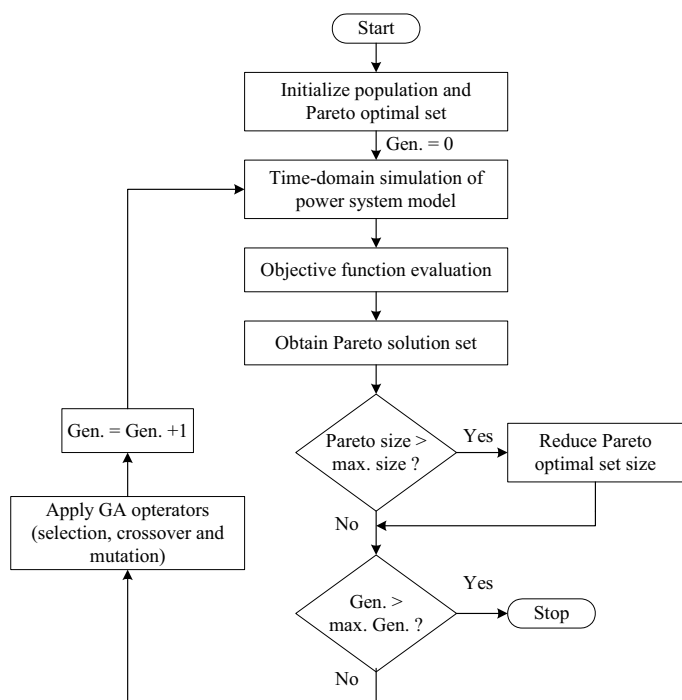 Start
Initialize population and
Pareto optimal set
Gen. = 0
Time-domain simulation of
power system model
Objective function evaluation
Obtain Pareto solution set
Pareto size >
max. size ?
Yes
Reduce Pareto
optimal set size
No
Gen. >
max. Gen. ?
Yes
Stop
No
Apply GA opterators
(selection, crossover and
mutation)
Gen. = Gen. +1